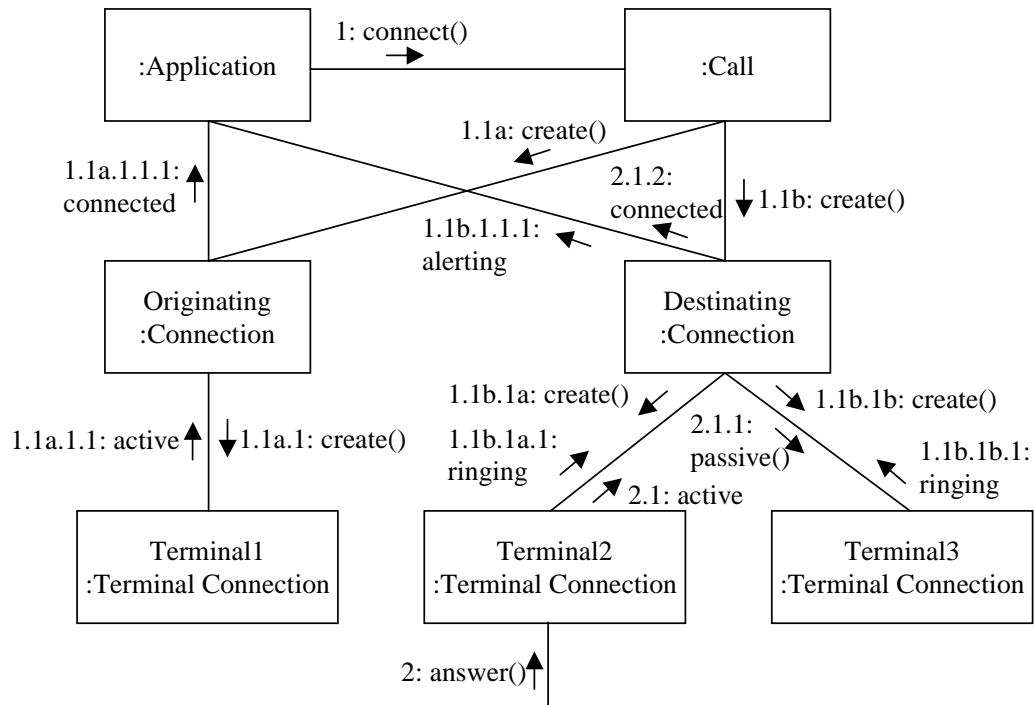 1: connect()
:Application
:Call
1.1a: create()
1.1a.1.1.1:
connected
2.1.2:
connected
1.1b: create()
1.1b.1.1.1:
alerting
Originating
:Connection
Destinating
:Connection
1.1b.1a: create()
1.1b.1b: create()
1.1a.1.1: active
1.1a.1: create()
1.1b.1a.1:
ringing
2.1.1:
passive()
1.1b.1b.1:
ringing
2.1: active
Terminal1
:Terminal Connection
Terminal2
:Terminal Connection
Terminal3
:Terminal Connection
2: answer()